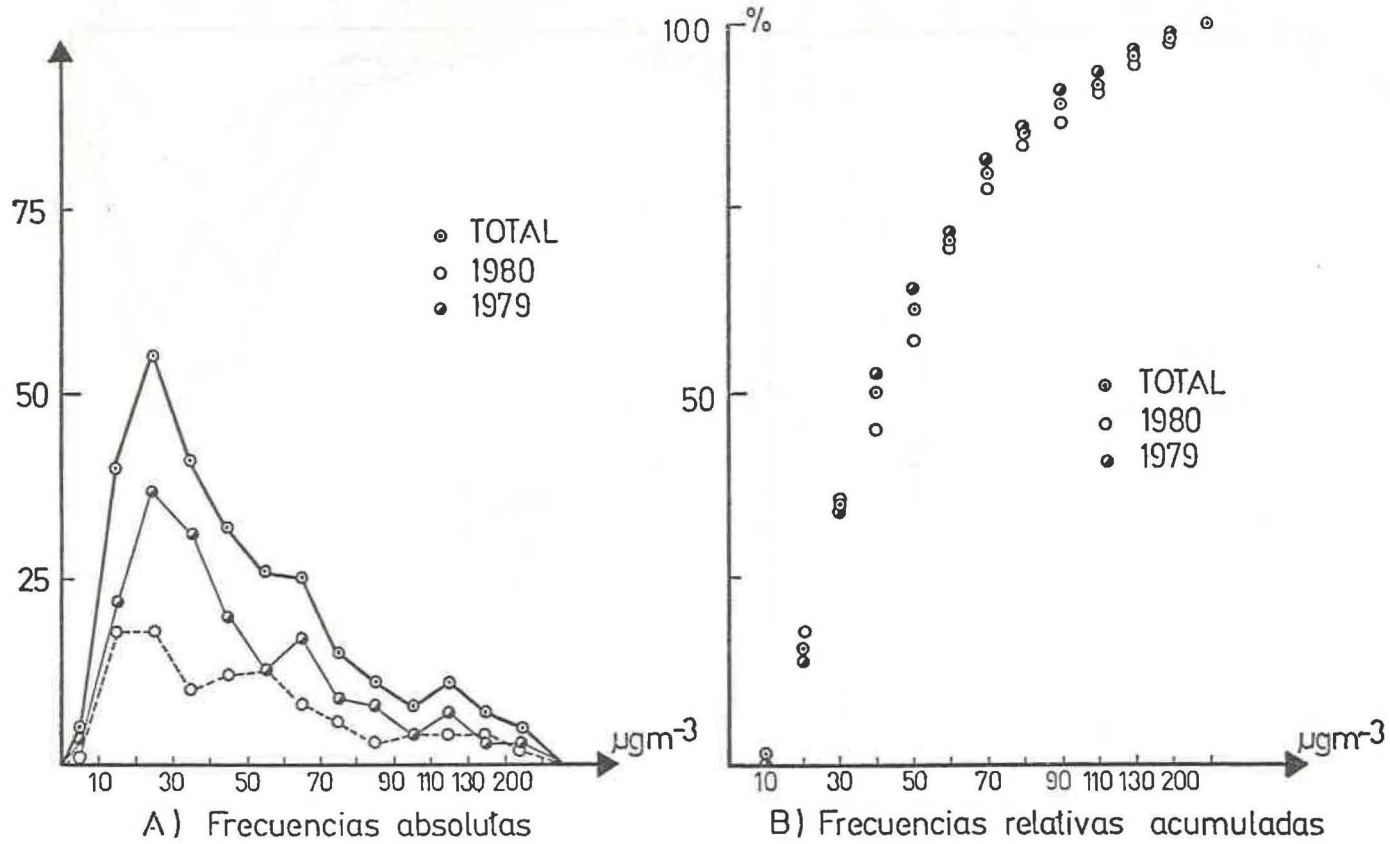 75
50
25
TOTAL
1980
1979
10 30 50 70 90 110 130 200
µgm-3
A) Frecuencias absolutas
100 %
50
TOTAL
1980
1979
10 30 50 70 90 110 130 200
µgm-3
B) Frecuencias relativas acumuladas